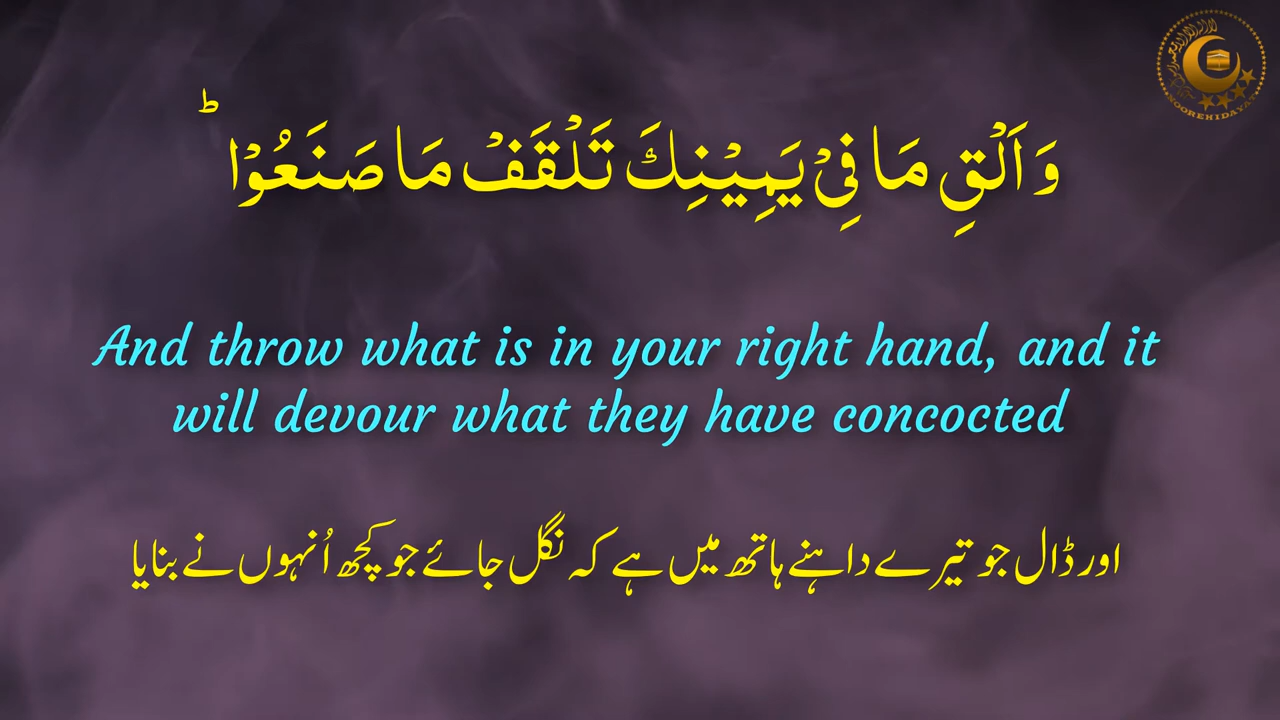 وَ اَلْقِ مَا فِیْ یَمِیْنِكَ تَلْقَفْ مَا صَنَعُوْاؕ
And throw what is in your right hand, and it
will devour what they have concocted
اور ڈال جو تیرے داہنے ہاتھ میں ہے کہ نگل جائے جو کچھ اُنہوں نے بنایا
NOOREHIDAYAT